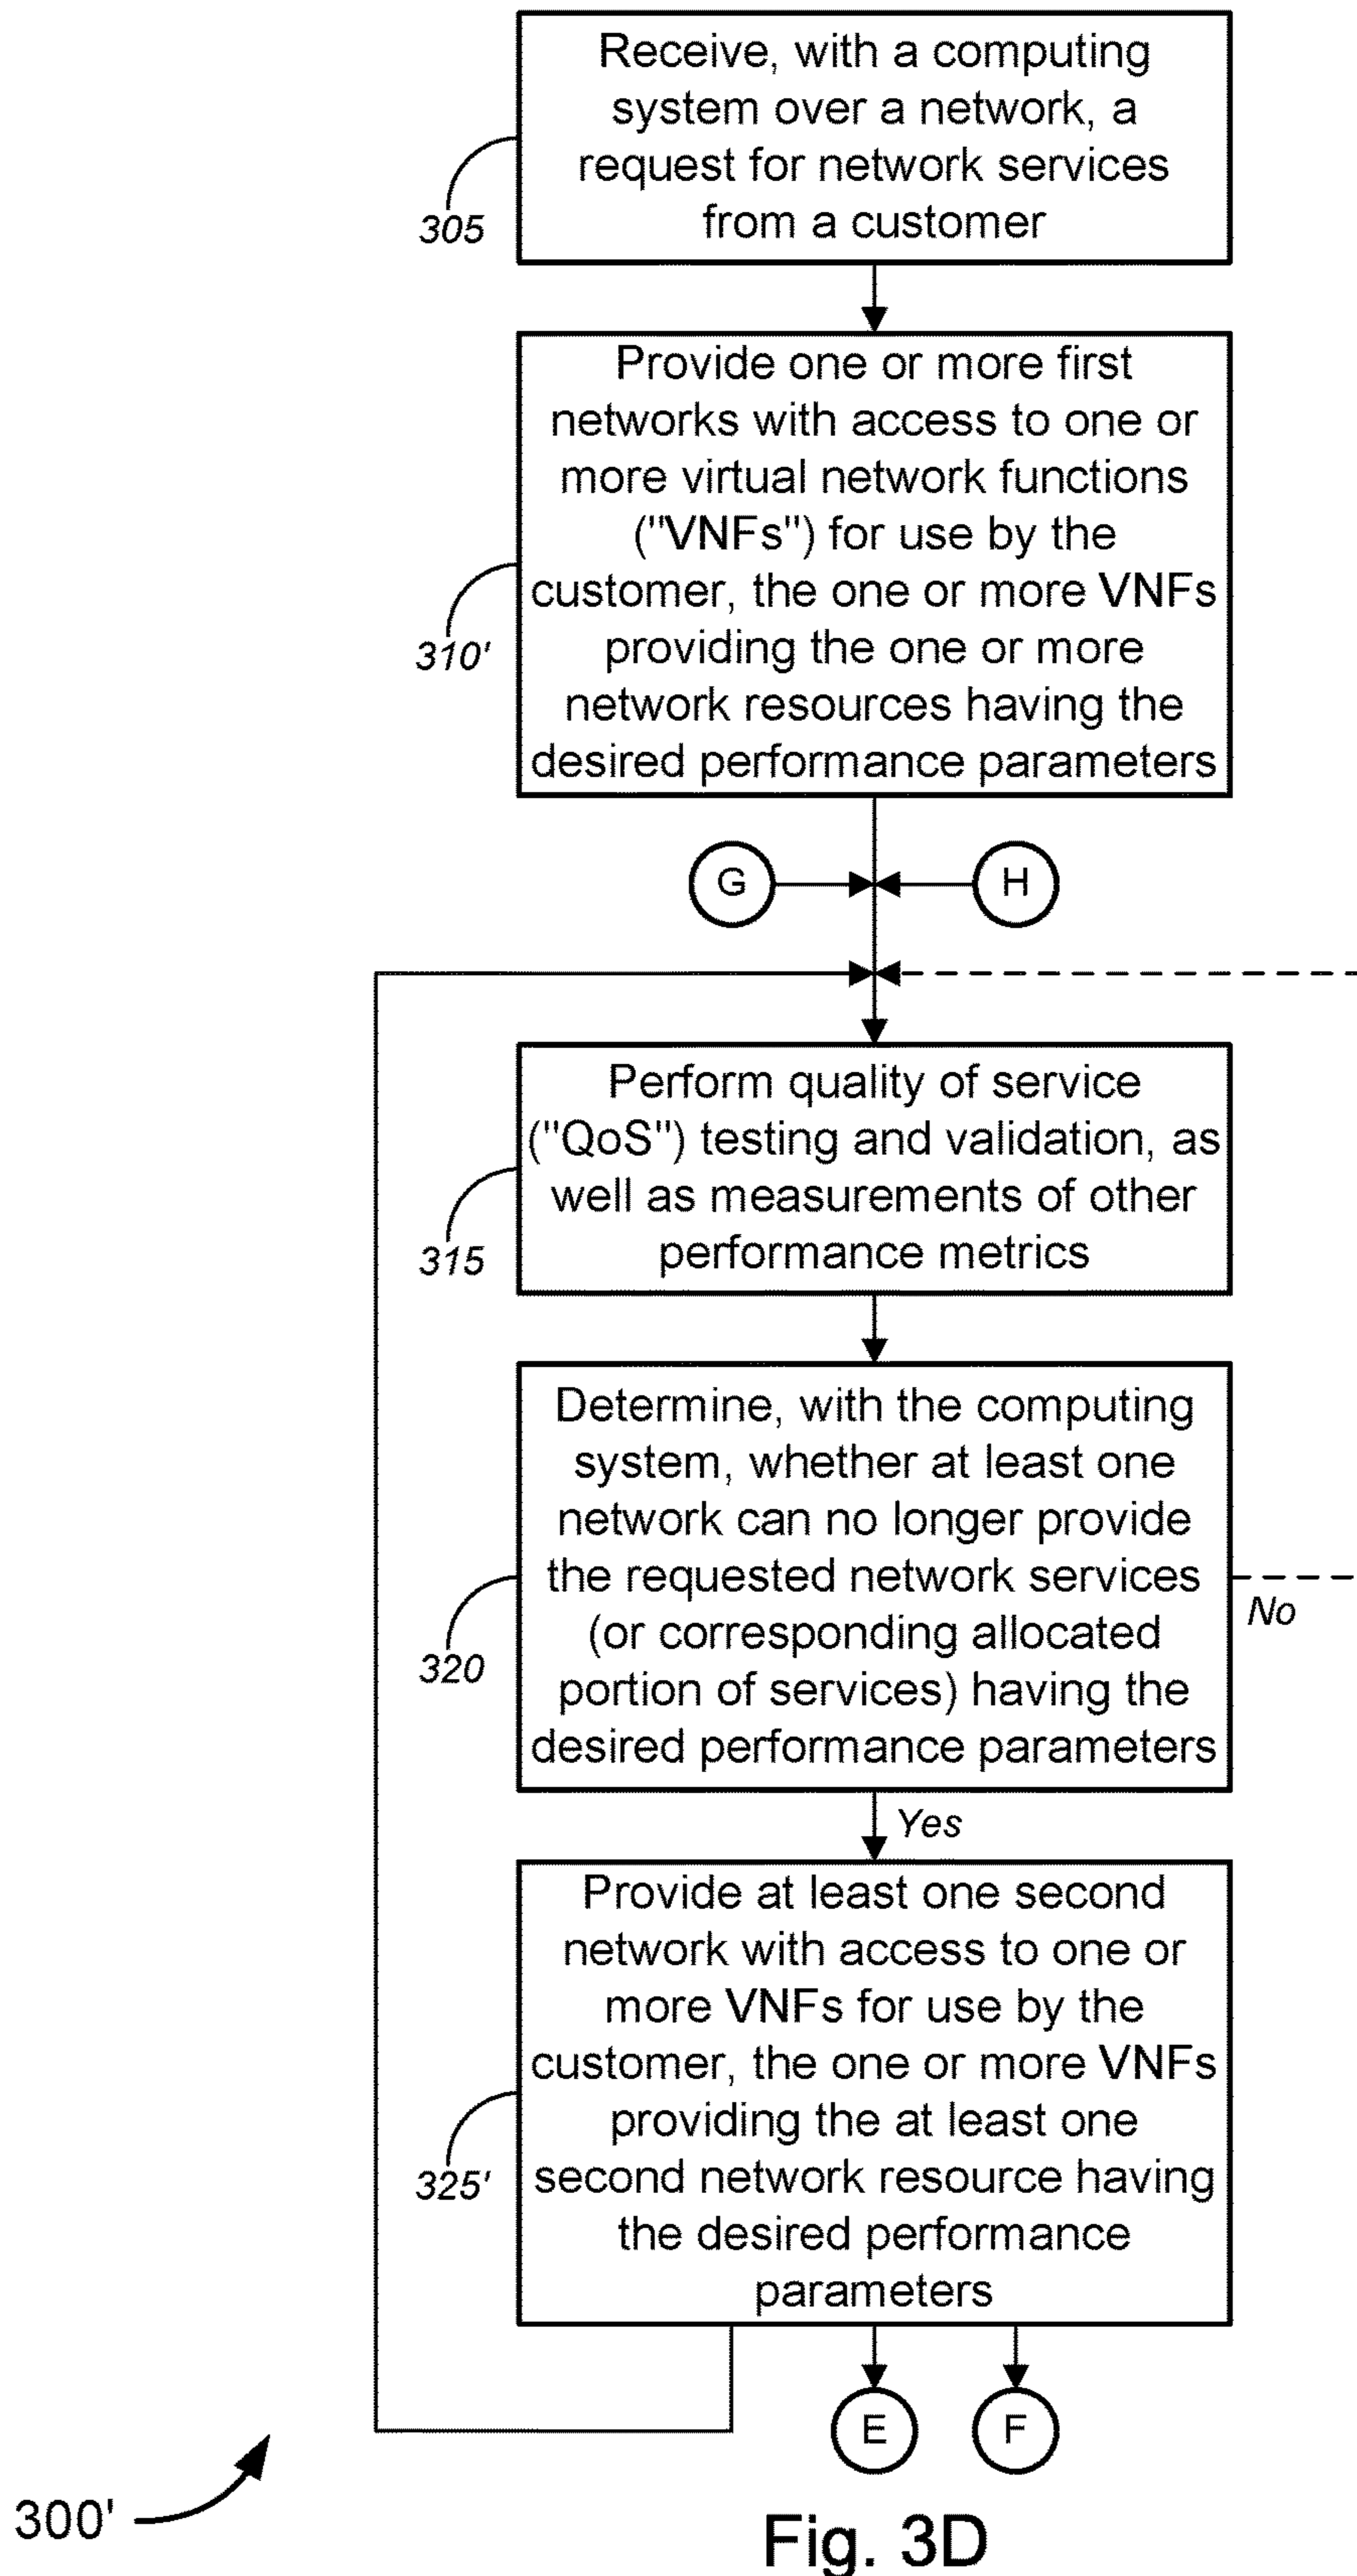 Receive, with a computing
system over a network, a
request for network services
from a customer
305
Provide one or more first
networks with access to one or
more virtual network functions
("VNFs") for use by the
customer, the one or more VNFs
providing the one or more
network resources having the
desired performance parameters
310'
G
H
Perform quality of service
("QoS") testing and validation, as
well as measurements of other
performance metrics
315
Determine, with the computing
system, whether at least one
network can no longer provide
the requested network services
(or corresponding allocated
portion of services) having the
desired performance parameters
320
No
Yes
Provide at least one second
network with access to one or
more VNFs for use by the
customer, the one or more VNFs
providing the at least one
second network resource having
the desired performance
parameters
325'
E
F
300'
Fig. 3D